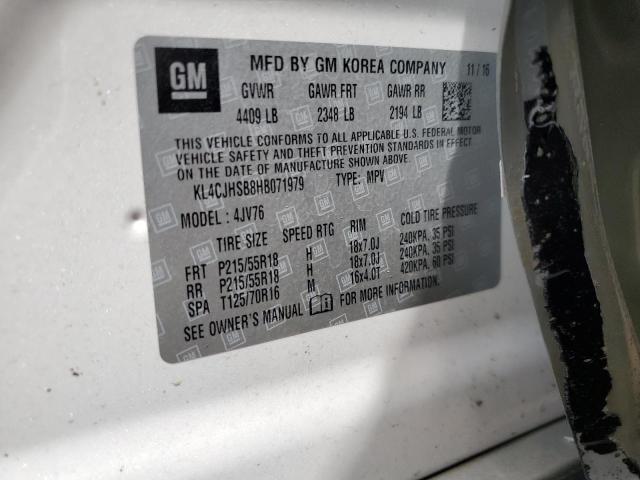 GM
MFD BY GM KOREA COMPANY 11/16
GVWR GAWR FRT GAWR RR
4409 LB 2348 LB 2194 LB
THIS VEHICLE CONFORMS TO ALL APPLICABLE U.S. FEDERAL MOTOR
VEHICLE SAFETY AND THEFT PREVENTION STANDARDS IN EFFECT
ON THE DATE OF MANUFACTURE SHOWN ABOVE.
KL4CJHSB8HB071979 TYPE: MPV
MODEL : 4JV76
TIRE SIZE SPEED RTG RIM COLD TIRE PRESSURE
FRT P215/55R18 H 18x7.0J 240KPA, 35 PSI
RR P215/55R18 H 18x7.0J 240KPA, 35 PSI
SPA T125/70R16 M 16x4.0T 420KPA, 60 PSI
SEE OWNER'S MANUAL FOR MORE INFORMATION.